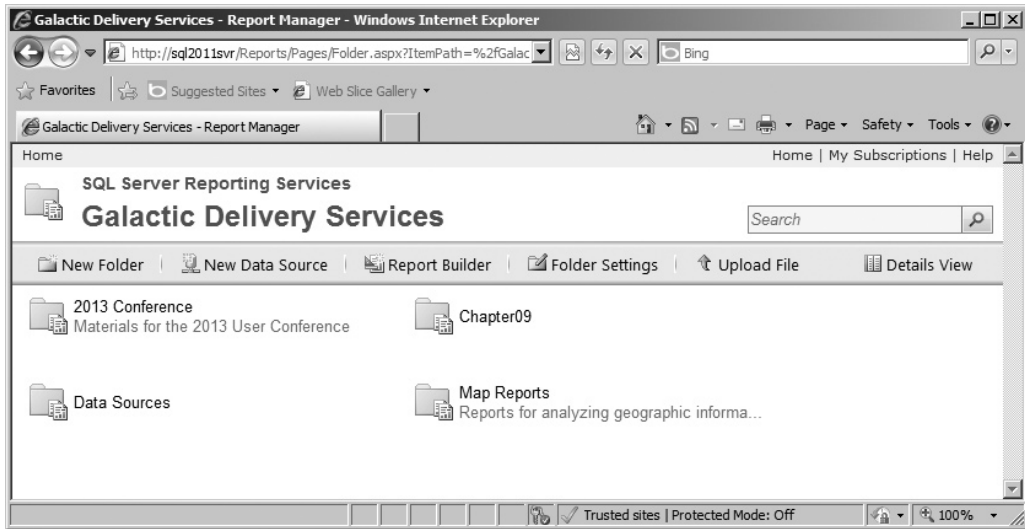 Galactic Delivery Services - Report Manager - Windows Internet Explorer
http://sql2011svr/Reports/Pages/Folder.aspx?ItemPath=%2fGalac
Bing
Favorites
Suggested Sites
Web Slice Gallery
Galactic Delivery Services - Report Manager
Page
Safety
Tools
Home
Home | My Subscriptions | Help
SQL Server Reporting Services
Galactic Delivery Services
Search
New Folder
New Data Source
Report Builder
Folder Settings
Upload File
Details View
2013 Conference
Materials for the 2013 User Conference
Chapter09
Data Sources
Map Reports
Reports for analyzing geographic informa...
Trusted sites | Protected Mode: Off
100%